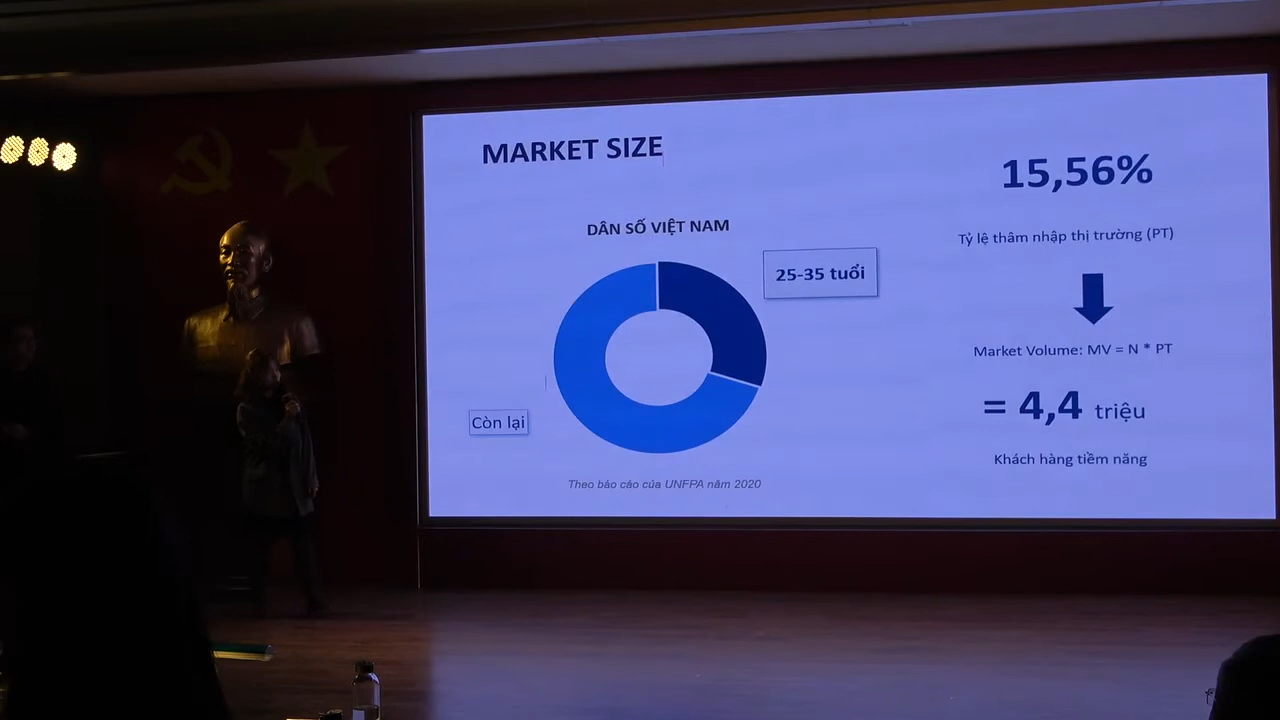 MARKET SIZE
DÂN SỐ VIỆT NAM
25-35 tuổi
Còn lại
Theo báo cáo của UNFPA năm 2020
15,56%
Tỷ lệ thâm nhập thị trường (PT)
Market Volume: MV = N * PT
= 4,4 triệu
Khách hàng tiềm năng